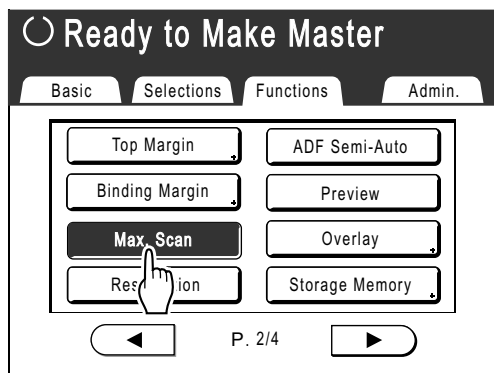 Ready to Make Master
Basic Selections Functions Admin.
Top Margin ADF Semi-Auto
Binding Margin Preview
Max. Scan Overlay
Storage Memory
P. 2/4